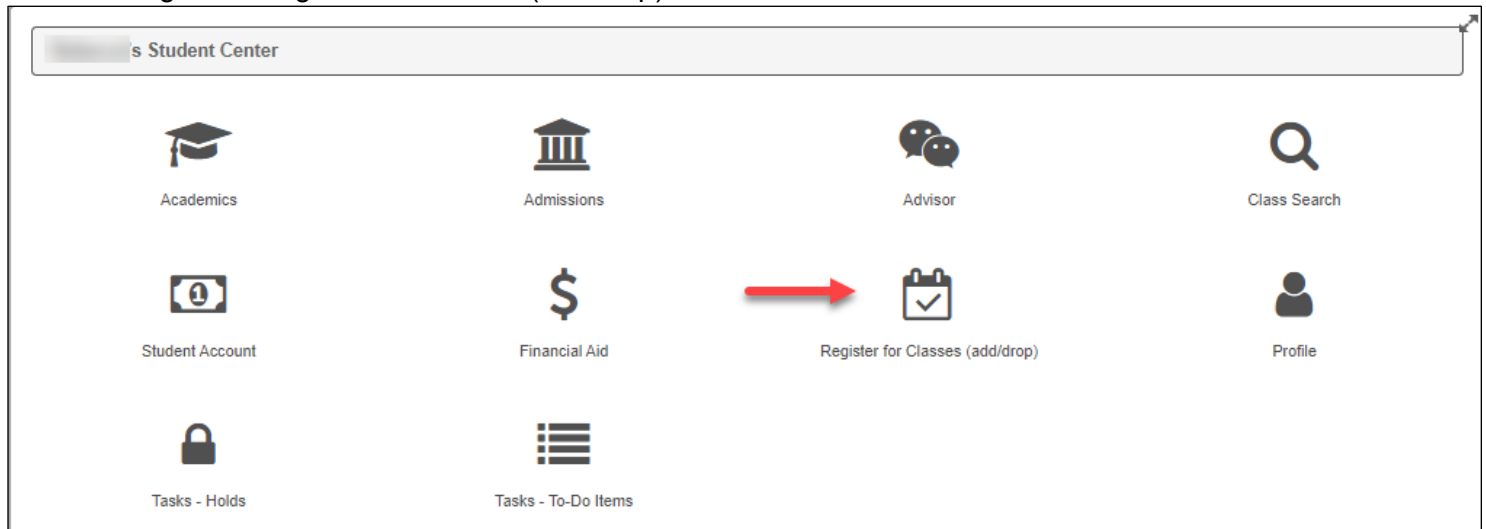 's Student Center
Academics
Admissions
Advisor
Class Search
1
Student Account
Financial Aid
$
Register for Classes (add/drop)
Profile
Tasks - Holds
Tasks - To-Do Items